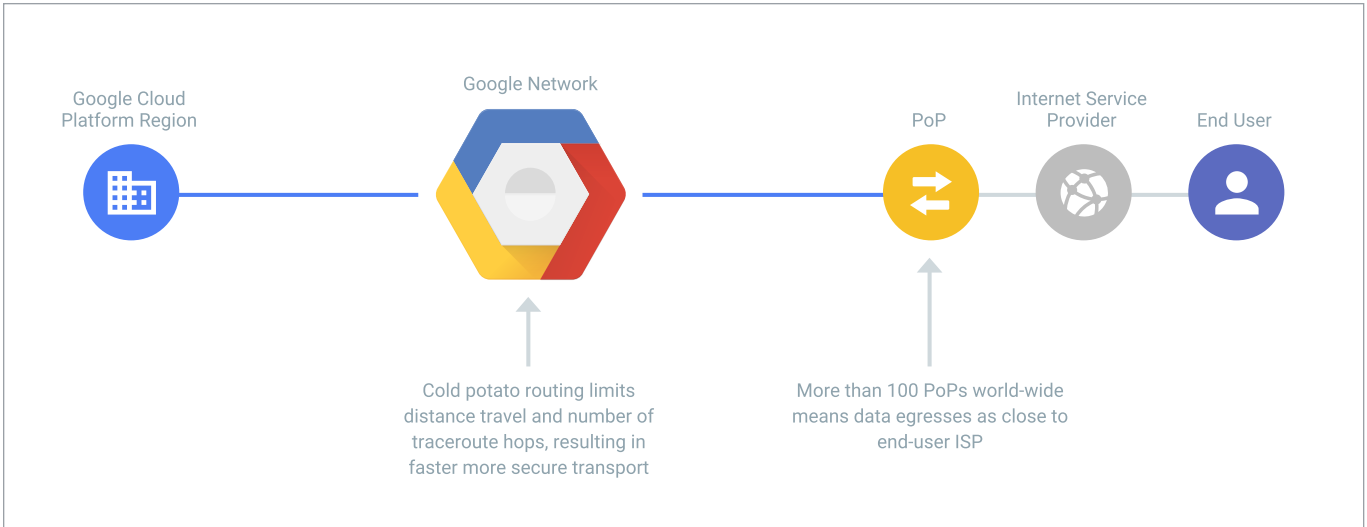 Google Cloud
Platform Region
Google Network
PoP
Internet Service
Provider
End User
Cold potato routing limits
distance travel and number of
traceroute hops, resulting in
faster more secure transport
More than 100 PoPs world-wide
means data egresses as close to
end-user ISP